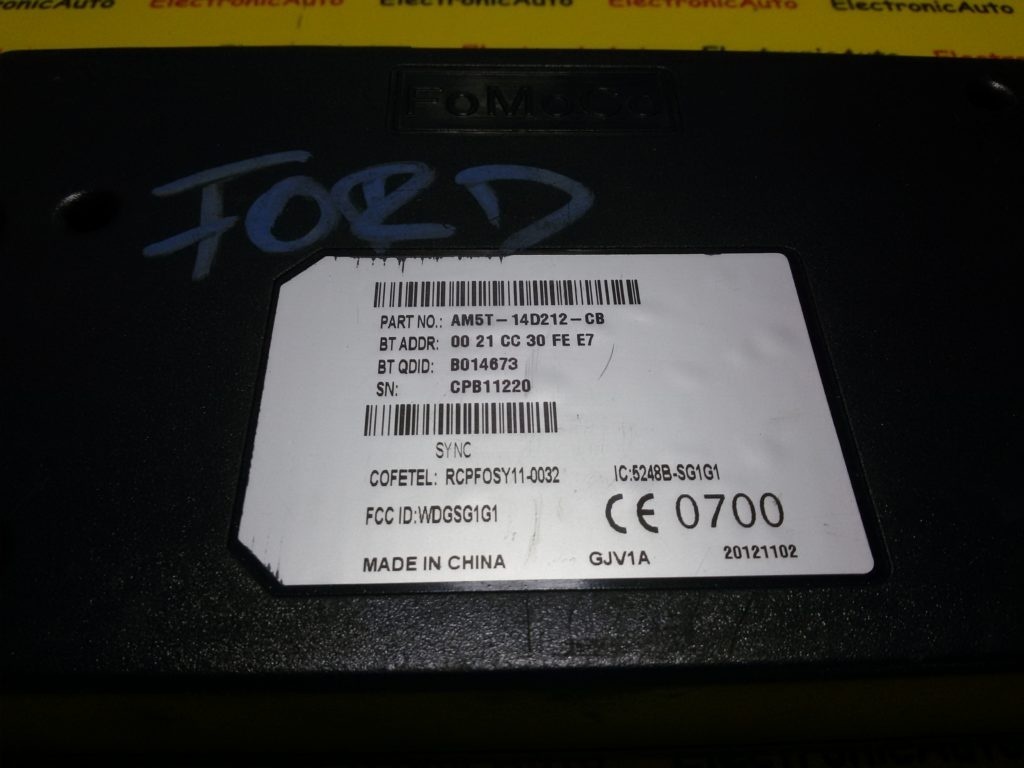 ElectronicAuto ElectronicAuto ElectronicAuto ElectronicAuto
ElectronicAuto ElectronicAuto
FoMoCo
FORD
PART NO.: AM5T-14D212-CB
BT ADDR: 00 21 CC 30 FE E7
BT QDID: B014673
SN: CPB11220
SYNC
COFETEL: RCPFOSY11-0032 IC:5248B-SG1G1
FCC ID:WDGSG1G1 CE 0700
MADE IN CHINA GJV1A 20121102